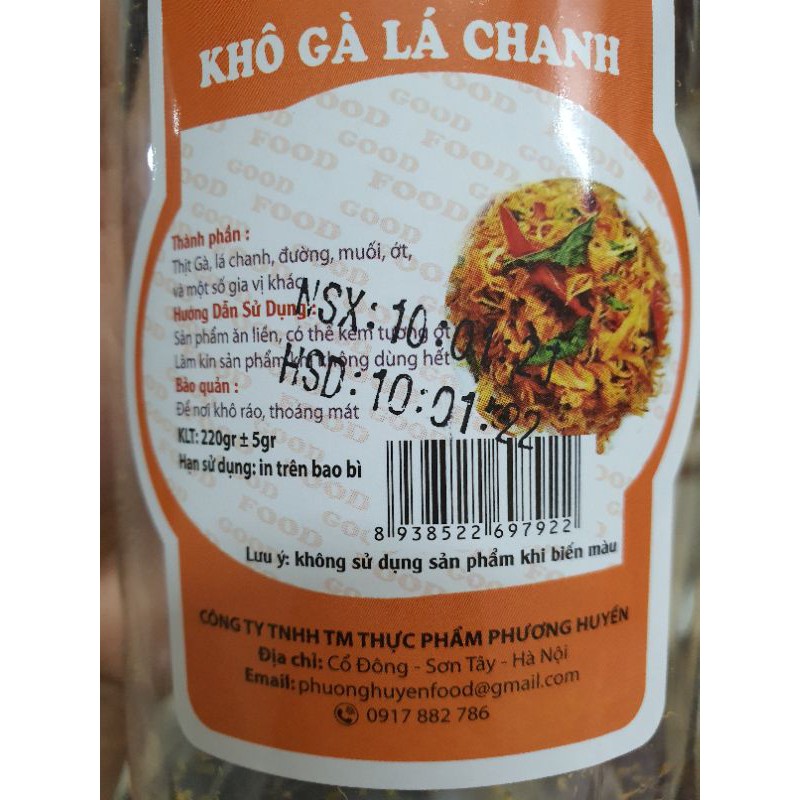 KHÔ GÀ LÁ CHANH
Thành phần :
Thịt Gà, lá chanh, đường, muối, ớt,
và một số gia vị khác
Hướng Dẫn Sử Dụng:
Sản phẩm ăn liền, có thể kèm tương ớt
Làm kín sản phẩm khi không dùng hết
Bảo quản :
Để nơi khô ráo, thoáng mát
KLT: 220gr ± 5gr
Hạn sử dụng: in trên bao bì
NSX: 10:01:21
HSD: 10:01:22
8 938522 697922
Lưu ý: không sử dụng sản phẩm khi biến màu
CÔNG TY TNHH TM THỰC PHẨM PHƯƠNG HUYỀN
Địa chỉ: Cổ Đông - Sơn Tây - Hà Nội
Email: phuonghuyenfood@gmail.com
0917 882 786
GOOD FOOD